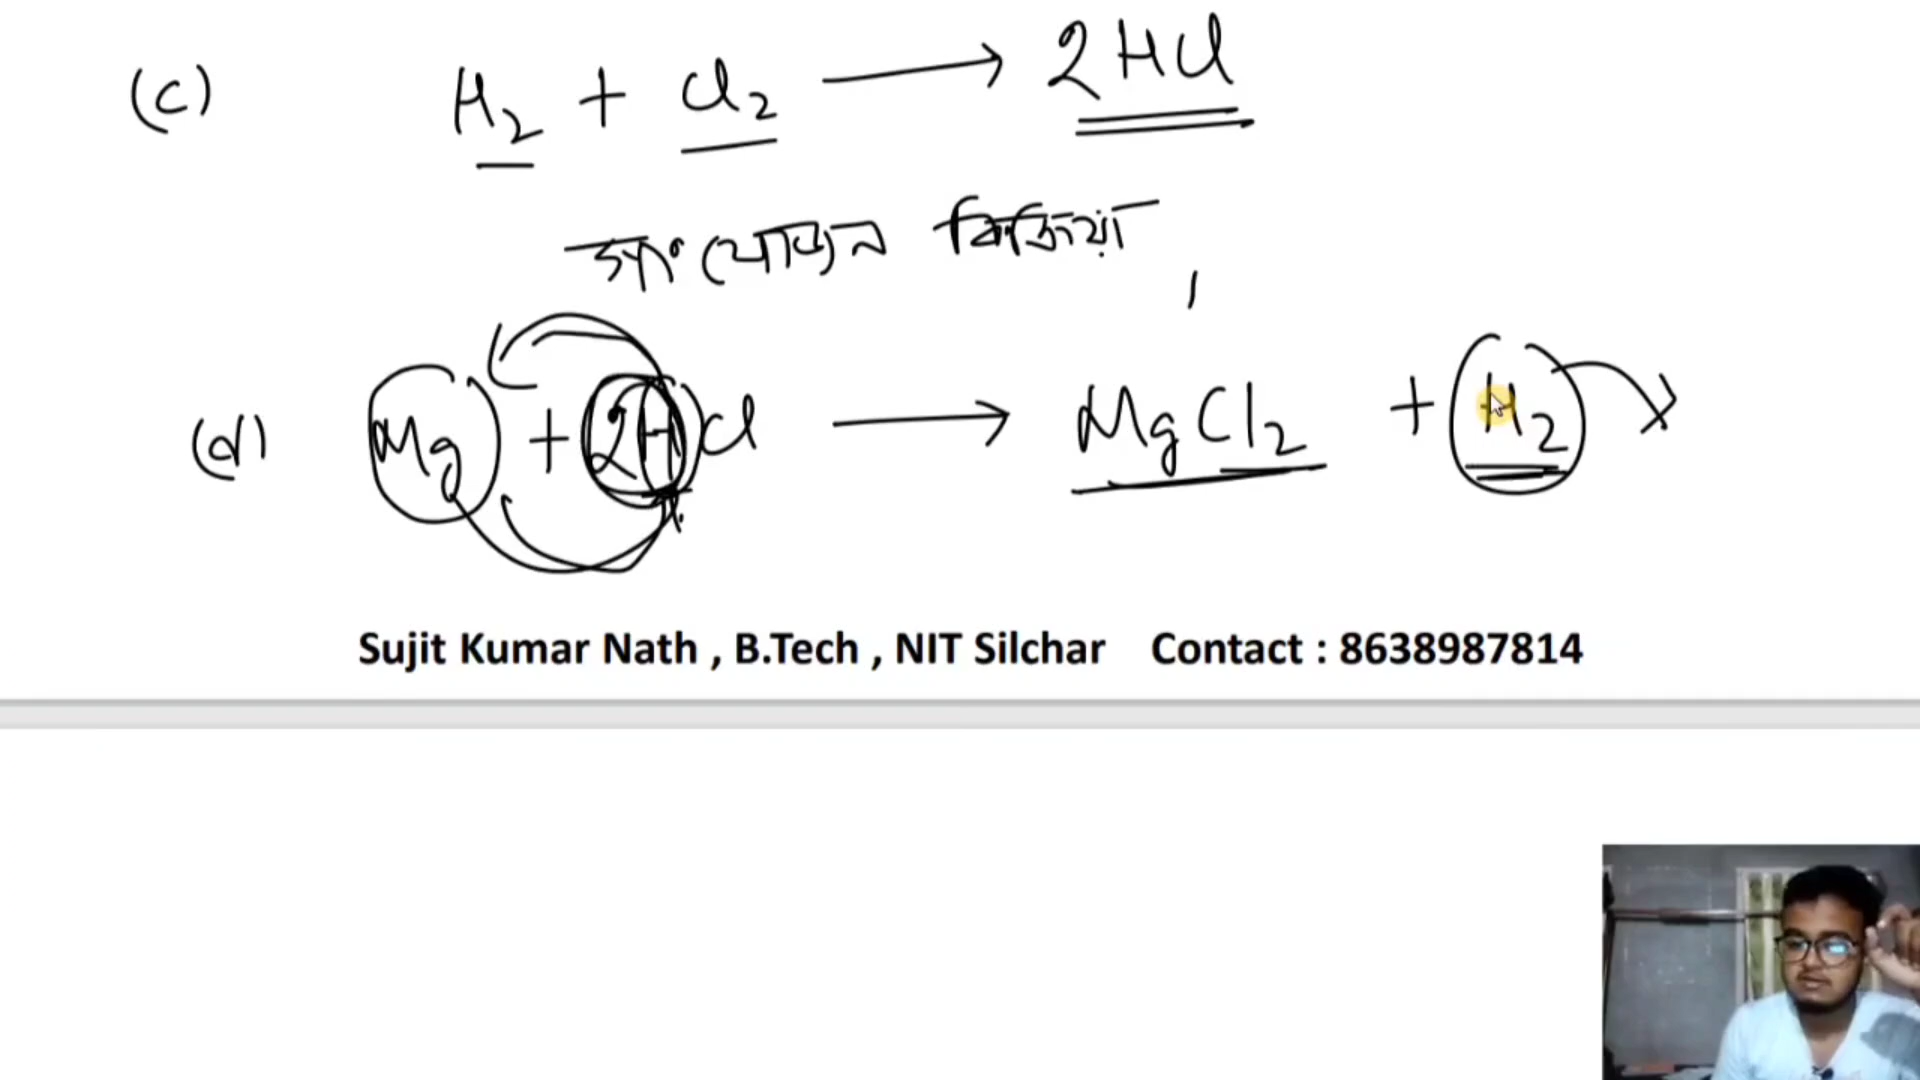 (c) H₂ + Cl₂ ⟶ 2HCl
সংযোজন বিক্রিয়া
(d) Mg + 2HCl ⟶ MgCl₂ + H₂
Sujit Kumar Nath , B.Tech , NIT Silchar Contact : 8638987814